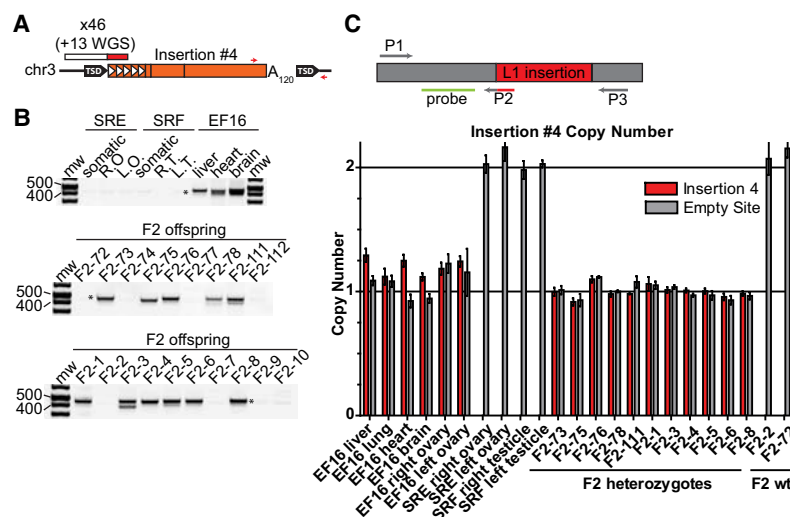 A
x46
(+13 WGS)
Insertion #4
chr3
TSD
A120
TSD
B
SRE
SRF
EF16
mw
somatic
R.O.
L.O.
somatic
R.T.
L.T.
liver
heart
brain
mw
500
400
*
F2 offspring
mw
F2-72
F2-73
F2-74
F2-75
F2-76
F2-77
F2-78
F2-111
F2-112
500
400
*
F2 offspring
mw
F2-1
F2-2
F2-3
F2-4
F2-5
F2-6
F2-7
F2-8
F2-9
F2-10
500
400
*
C
P1
L1 insertion
probe
P2
P3
Insertion #4 Copy Number
Copy Number
2
1
0
Insertion 4
Empty Site
EF16 liver
EF16 lung
EF16 heart
EF16 brain
EF16 right ovary
EF16 left ovary
SRE right ovary
SRE left ovary
SRF right testicle
SRF left testicle
F2-73
F2-75
F2-76
F2-78
F2-111
F2-1
F2-3
F2-4
F2-5
F2-6
F2-8
F2-2
F2-72
F2 heterozygotes
F2 wt